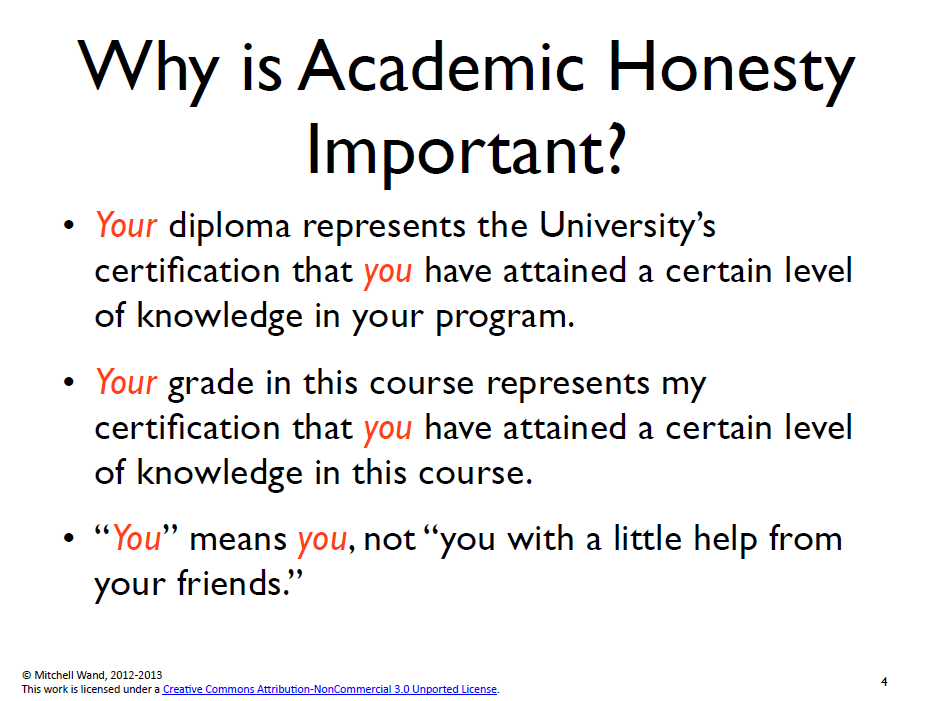 Why is Academic Honesty
Important?
• Your diploma represents the University’s
certification that you have attained a certain level
of knowledge in your program.
• Your grade in this course represents my
certification that you have attained a certain level
of knowledge in this course.
• “You” means you, not “you with a little help from
your friends.”
© Mitchell Wand, 2012-2013
This work is licensed under a Creative Commons Attribution-NonCommercial 3.0 Unported License.
4